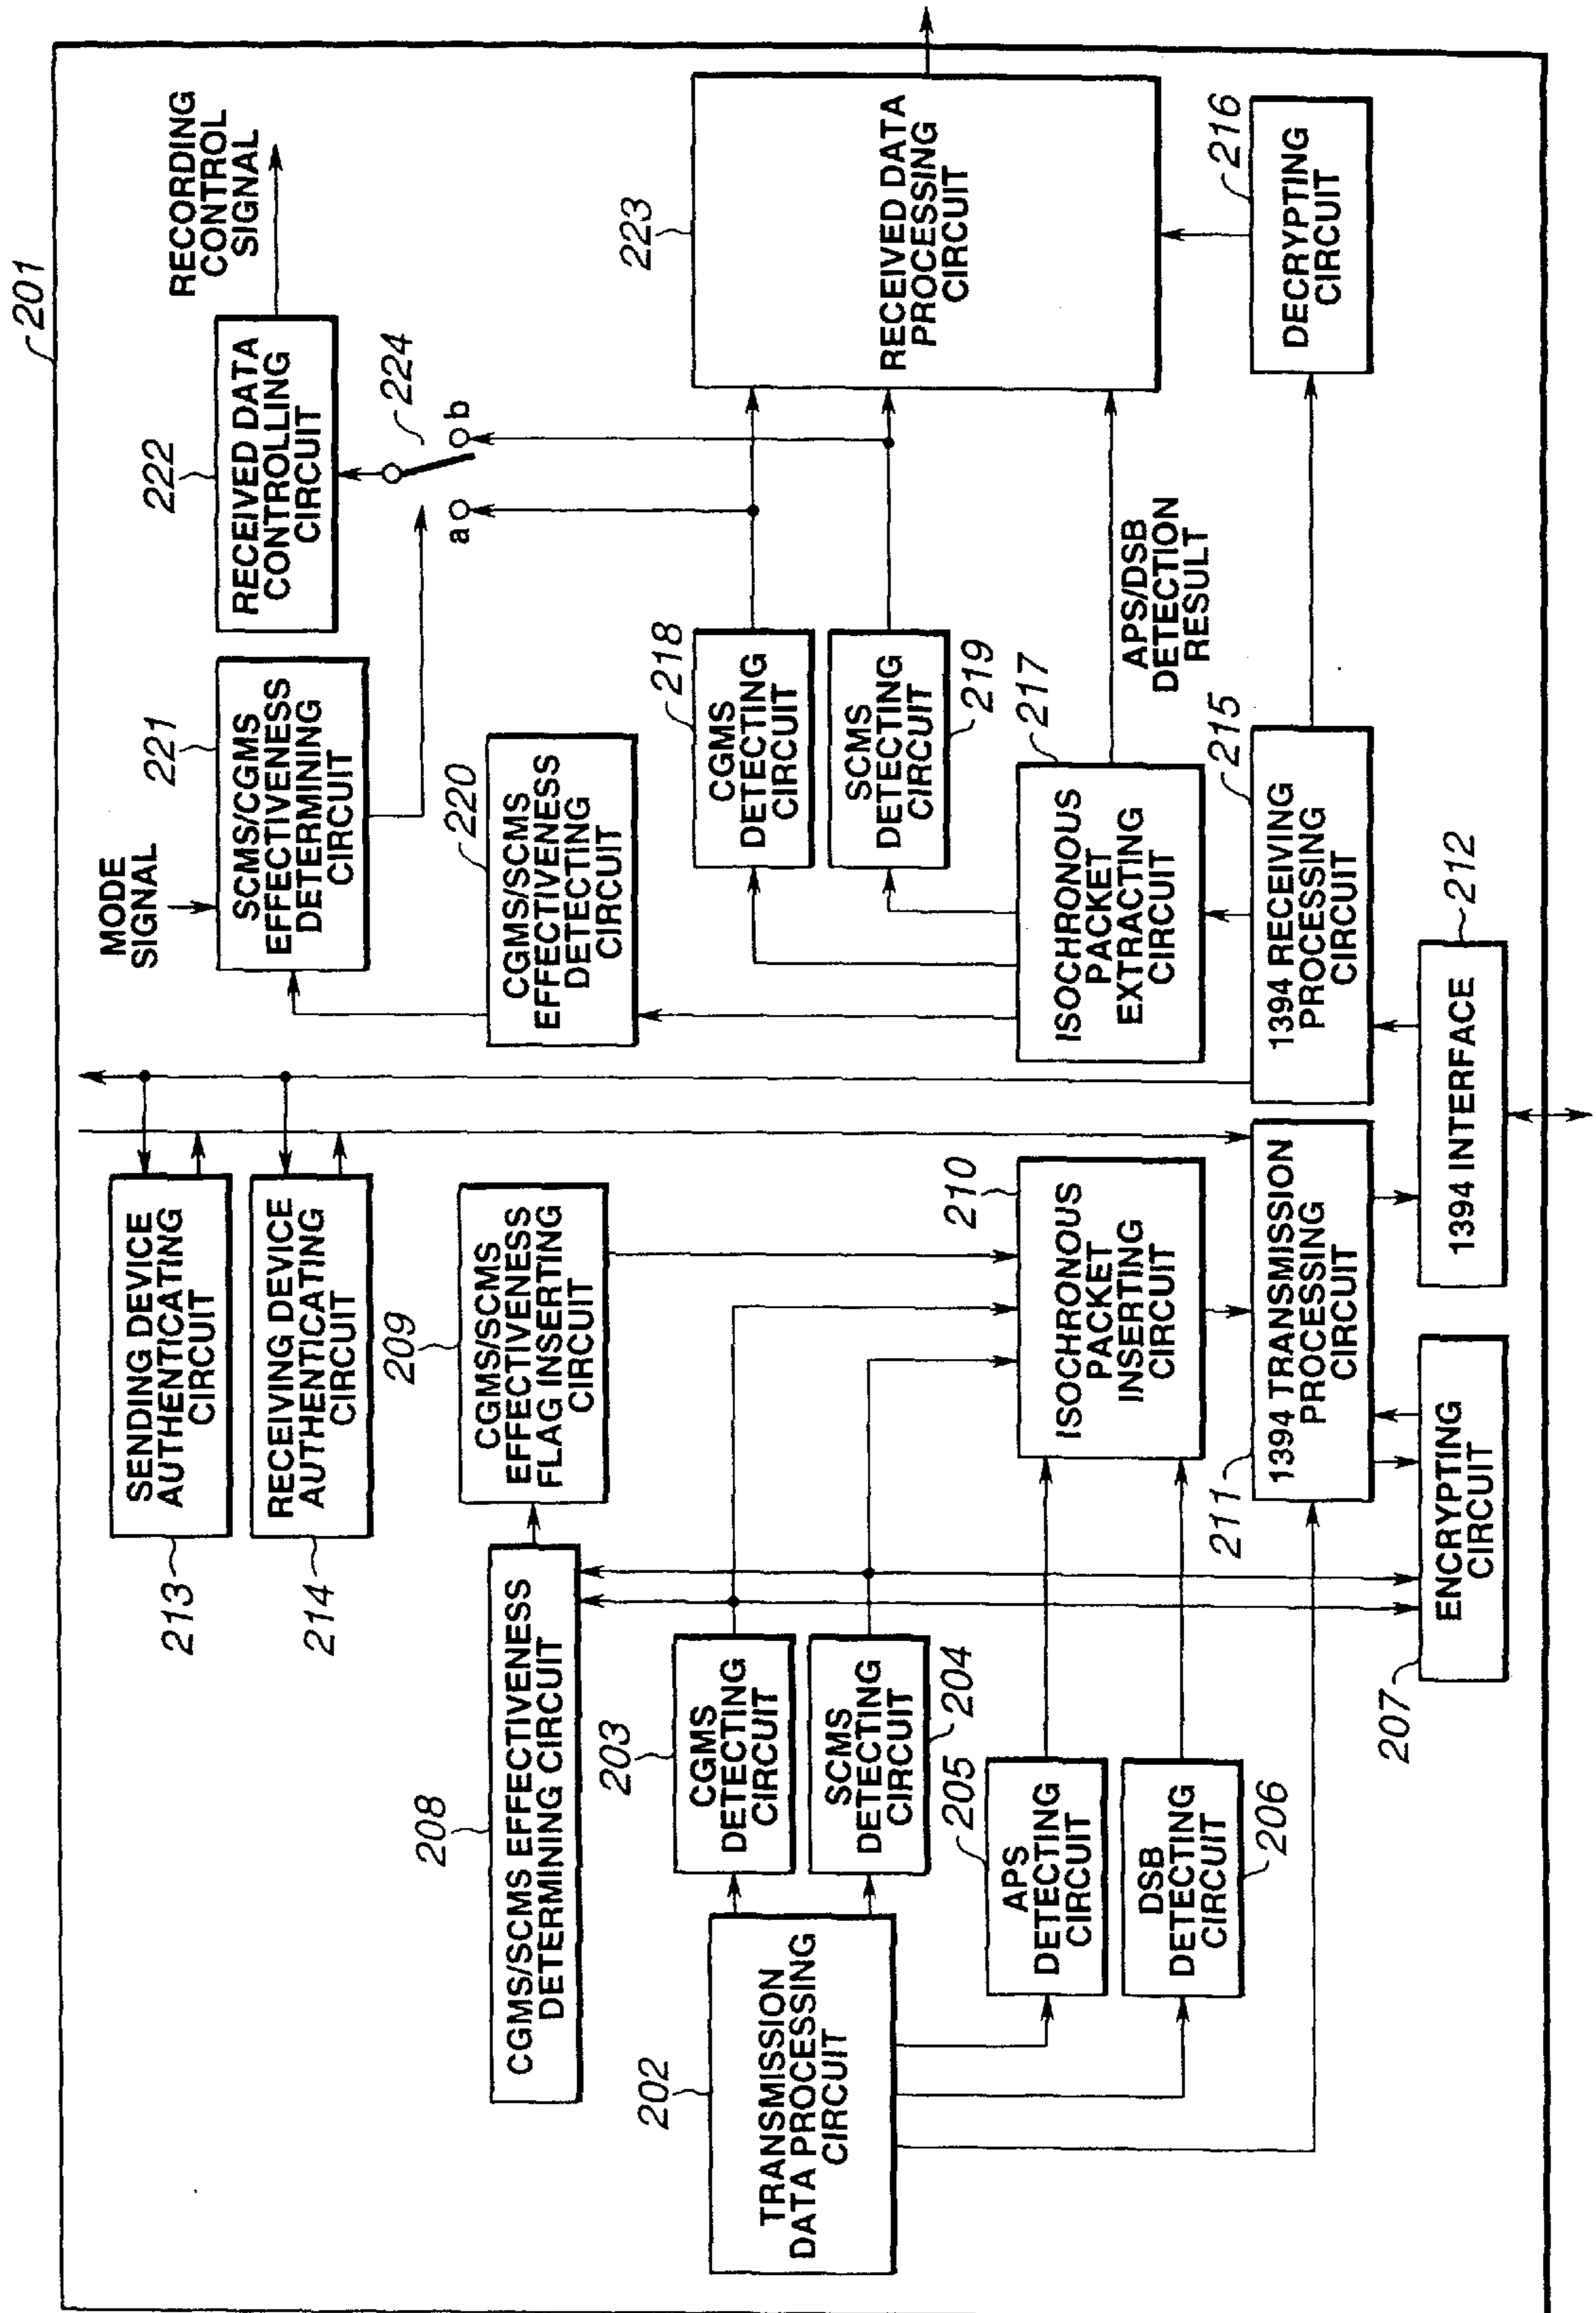 201
RECORDING
CONTROL
SIGNAL
222
RECEIVED DATA
CONTROLLING
CIRCUIT
224
a
b
MODE
SIGNAL
221
SCMS/CGMS
EFFECTIVENESS
DETERMINING
CIRCUIT
220
CGMS/SCMS
EFFECTIVENESS
DETECTING
CIRCUIT
223
RECEIVED DATA
PROCESSING
CIRCUIT
218
CGMS
DETECTING
CIRCUIT
SCMS
DETECTING
CIRCUIT
219
217
ISOCHRONOUS
PACKET
EXTRACTING
CIRCUIT
APS/DSB
DETECTION
RESULT
216
DECRYPTING
CIRCUIT
215
1394 RECEIVING
PROCESSING
CIRCUIT
212
1394 INTERFACE
SENDING DEVICE
AUTHENTICATING
CIRCUIT
213
RECEIVING DEVICE
AUTHENTICATING
CIRCUIT
214
209
CGMS/SCMS
EFFECTIVENESS
FLAG INSERTING
CIRCUIT
208
CGMS/SCMS EFFECTIVENESS
DETERMINING CIRCUIT
210
ISOCHRONOUS
PACKET
INSERTING
CIRCUIT
211
1394 TRANSMISSION
PROCESSING
CIRCUIT
203
CGMS
DETECTING
CIRCUIT
SCMS
DETECTING
CIRCUIT
204
205
APS
DETECTING
CIRCUIT
DSB
DETECTING
CIRCUIT
206
207
ENCRYPTING
CIRCUIT
202
TRANSMISSION
DATA PROCESSING
CIRCUIT